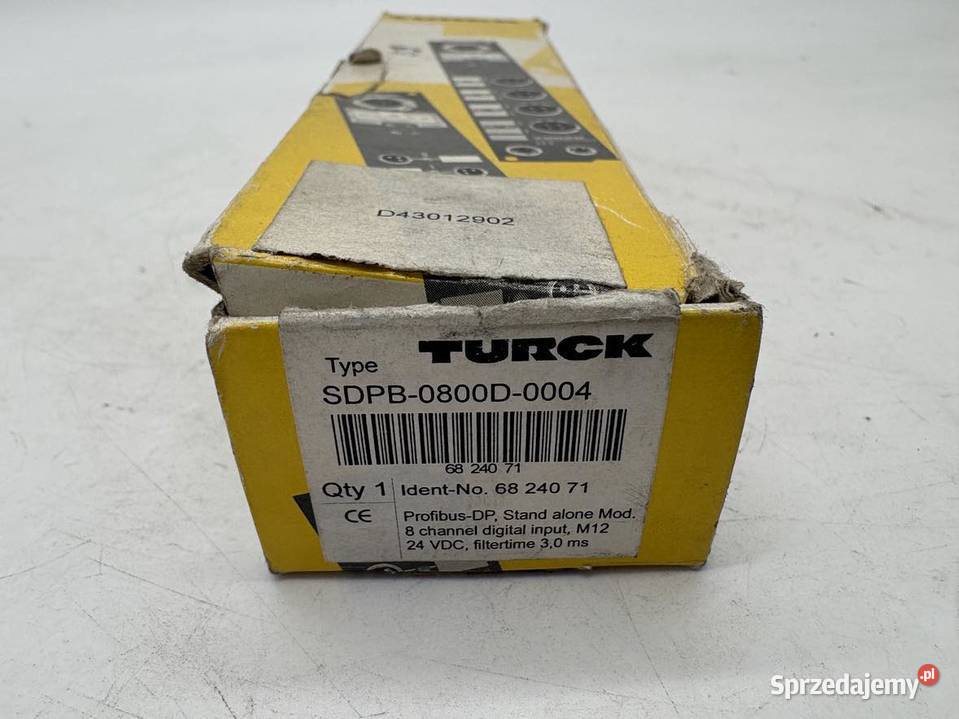 D43012902
TURCK
Type
SDPB-0800D-0004
68 240 71
Qty 1
Ident-No. 68 240 71
CE
Profibus-DP, Stand alone Mod.
8 channel digital input, M12
24 VDC, filtertime 3,0 ms
Sprzedajemy.pl